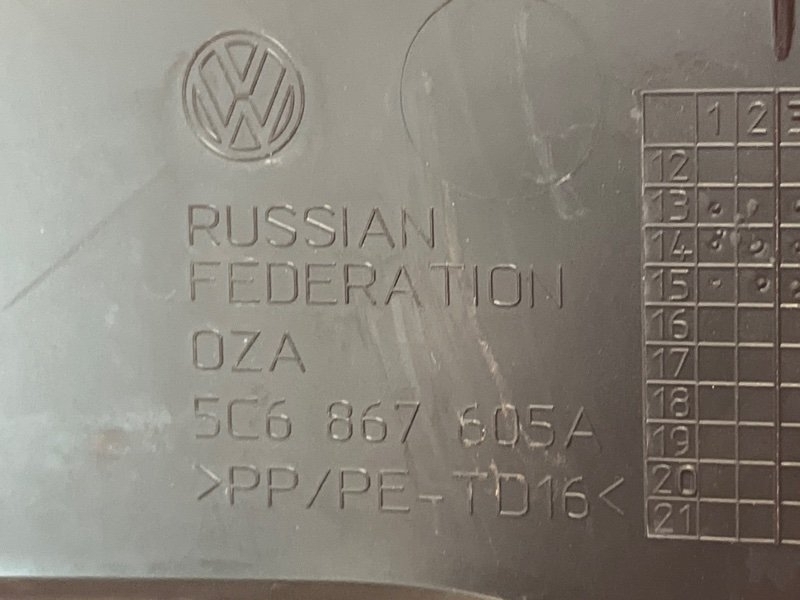 RUSSIAN
FEDERATION
OZA
5C6 867 605A
>PP/PE-TD16<
1 2 3
12
13
14
15
16
17
18
19
20
21